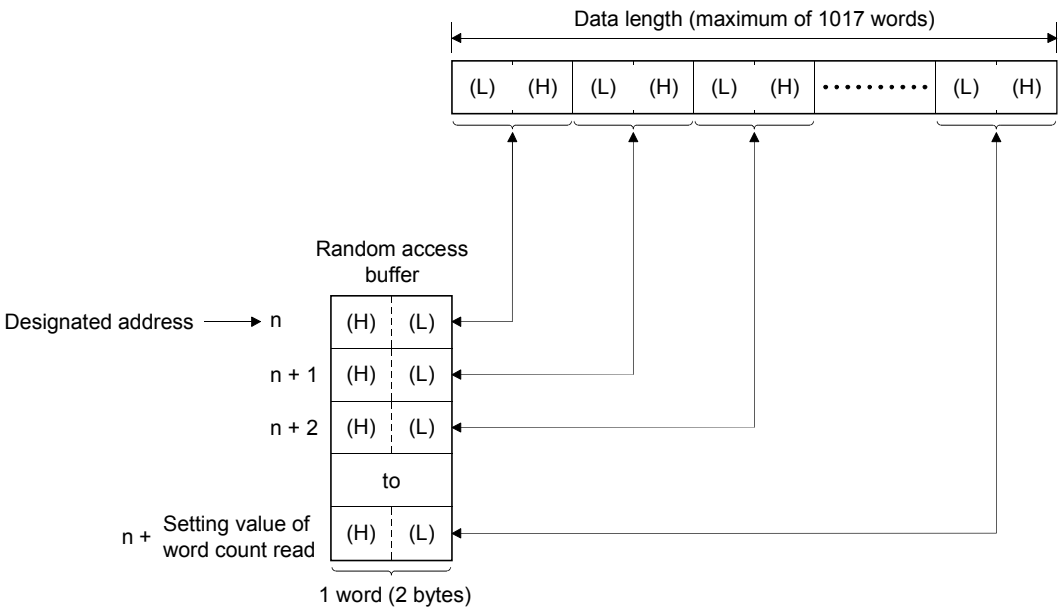 Data length (maximum of 1017 words)
(L) (H) (L) (H) (L) (H) ·········· (L) (H)
Random access
buffer
Designated address n (H) (L)
n + 1 (H) (L)
n + 2 (H) (L)
to
n + Setting value of
word count read (H) (L)
1 word (2 bytes)